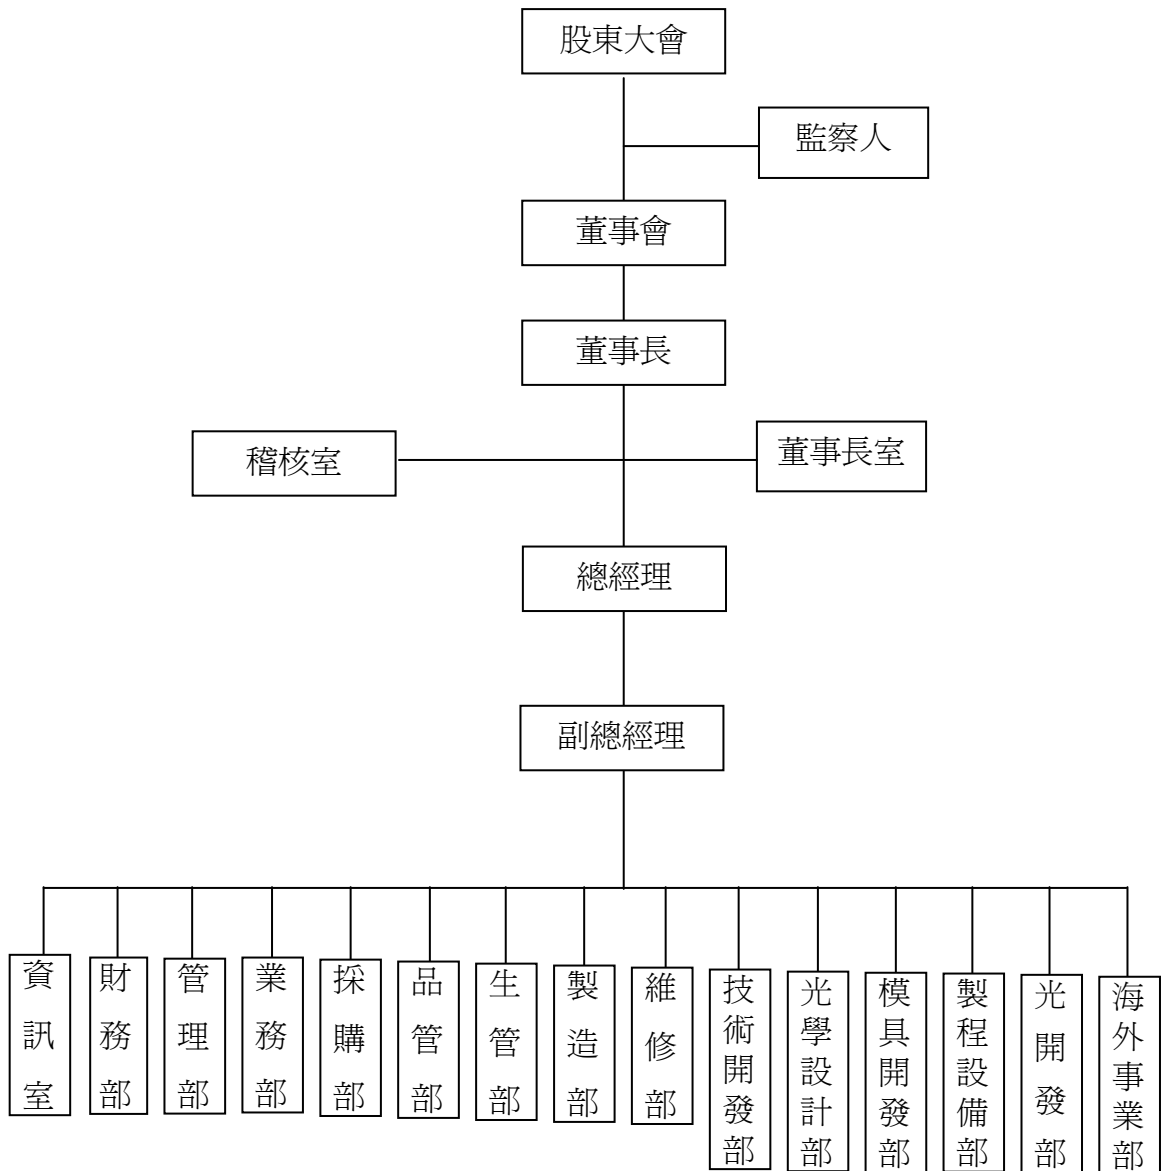 股東大會
監察人
董事會
董事長
稽核室
董事長室
總經理
副總經理
資訊室
財務部
管理部
業務部
採購部
品管部
生管部
製造部
維修部
技術開發部
光學設計部
模具開發部
製程設備部
光開發部
海外事業部